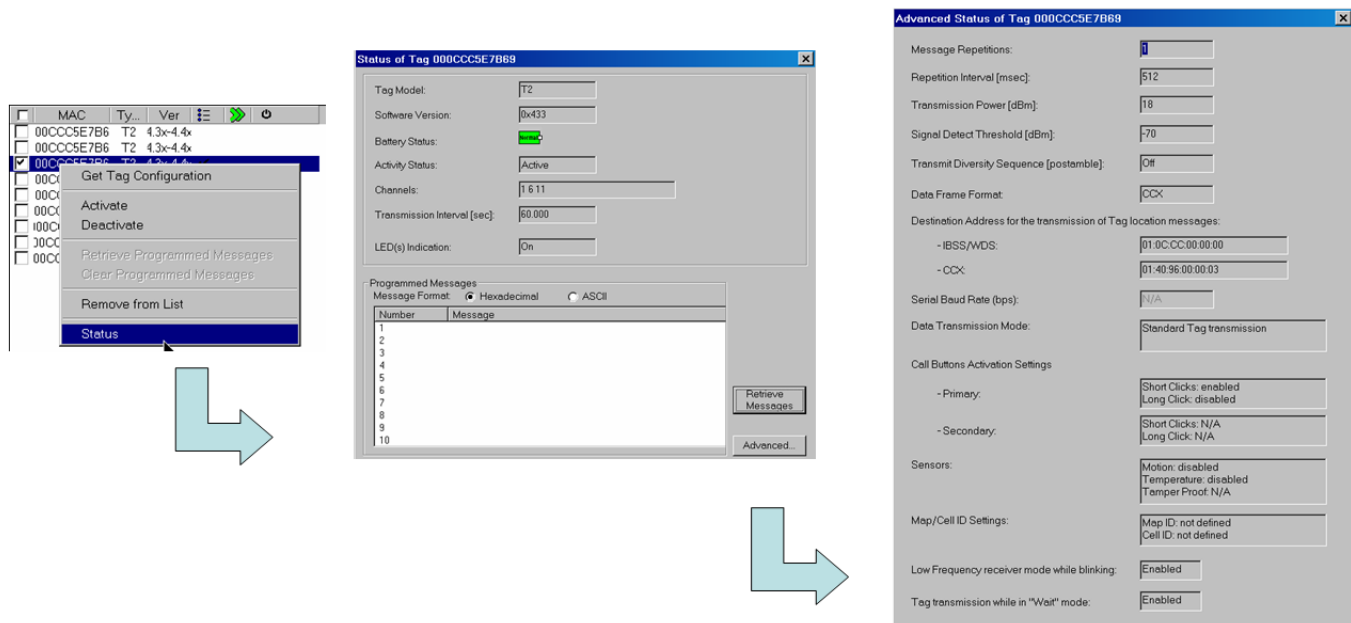 MAC Ty... Ver
00CCC5E7B6 T2 4.3x-4.4x
00CCC5E7B6 T2 4.3x-4.4x
00CCC5E7B6 T2 4.3x-4.4x
Get Tag Configuration
Activate
Deactivate
Retrieve Programmed Messages
Clear Programmed Messages
Remove from List
Status
Status of Tag 000CCC5E7B69
Tag Model: T2
Software Version: 0x433
Battery Status: Normal
Activity Status: Active
Channels: 1 6 11
Transmission Interval [sec]: 60.000
LED(s) Indication: On
Programmed Messages
Message Format: Hexadecimal ASCII
Number Message
1
2
3
4
5
6
7
8
9
10
Retrieve
Messages
Advanced...
Advanced Status of Tag 000CCC5E7B69
Message Repetitions: 1
Repetition Interval [msec]: 512
Transmission Power [dBm]: 18
Signal Detect Threshold [dBm]: -70
Transmit Diversity Sequence [postamble]: Off
Data Frame Format: CCX
Destination Address for the transmission of Tag location messages:
- IBSS/WDS: 01:0C:CC:00:00:00
- CCX: 01:40:96:00:00:03
Serial Baud Rate (bps): N/A
Data Transmission Mode: Standard Tag transmission
Call Buttons Activation Settings
- Primary: Short Clicks: enabled
Long Click: disabled
- Secondary: Short Clicks: N/A
Long Click: N/A
Sensors: Motion: disabled
Temperature: disabled
Tamper Proof: N/A
Map/Cell ID Settings: Map ID: not defined
Cell ID: not defined
Low Frequency receiver mode while blinking: Enabled
Tag transmission while in "Wait" mode: Enabled